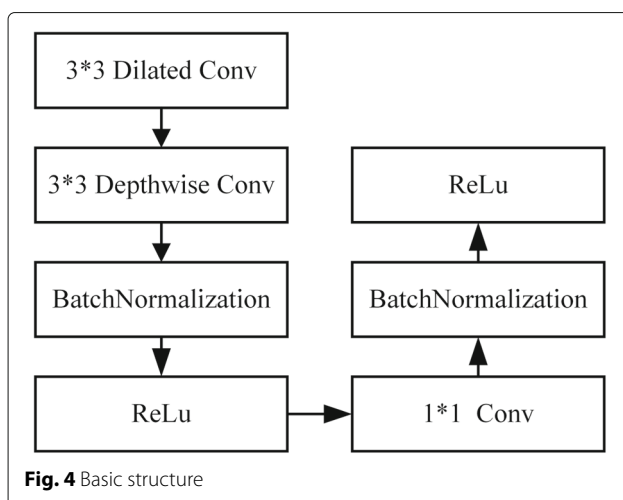 3*3 Dilated Conv
3*3 Depthwise Conv
BatchNormalization
ReLu
1*1 Conv
BatchNormalization
ReLu
Fig. 4 Basic structure